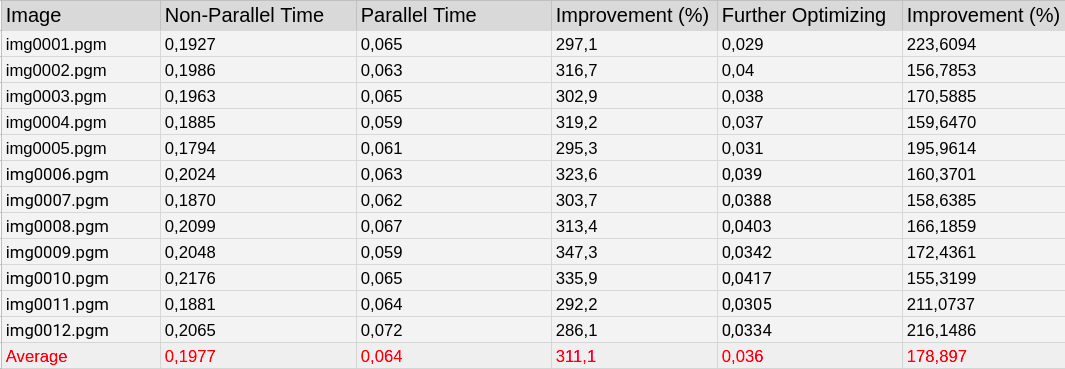 Image Non-Parallel Time Parallel Time Improvement (%) Further Optimizing Improvement (%)
img0001.pgm 0,1927 0,065 297,1 0,029 223,6094
img0002.pgm 0,1986 0,063 316,7 0,04 156,7853
img0003.pgm 0,1963 0,065 302,9 0,038 170,5885
img0004.pgm 0,1885 0,059 319,2 0,037 159,6470
img0005.pgm 0,1794 0,061 295,3 0,031 195,9614
img0006.pgm 0,2024 0,063 323,6 0,039 160,3701
img0007.pgm 0,1870 0,062 303,7 0,0388 158,6385
img0008.pgm 0,2099 0,067 313,4 0,0403 166,1859
img0009.pgm 0,2048 0,059 347,3 0,0342 172,4361
img0010.pgm 0,2176 0,065 335,9 0,0417 155,3199
img0011.pgm 0,1881 0,064 292,2 0,0305 211,0737
img0012.pgm 0,2065 0,072 286,1 0,0334 216,1486
Average 0,1977 0,064 311,1 0,036 178,897